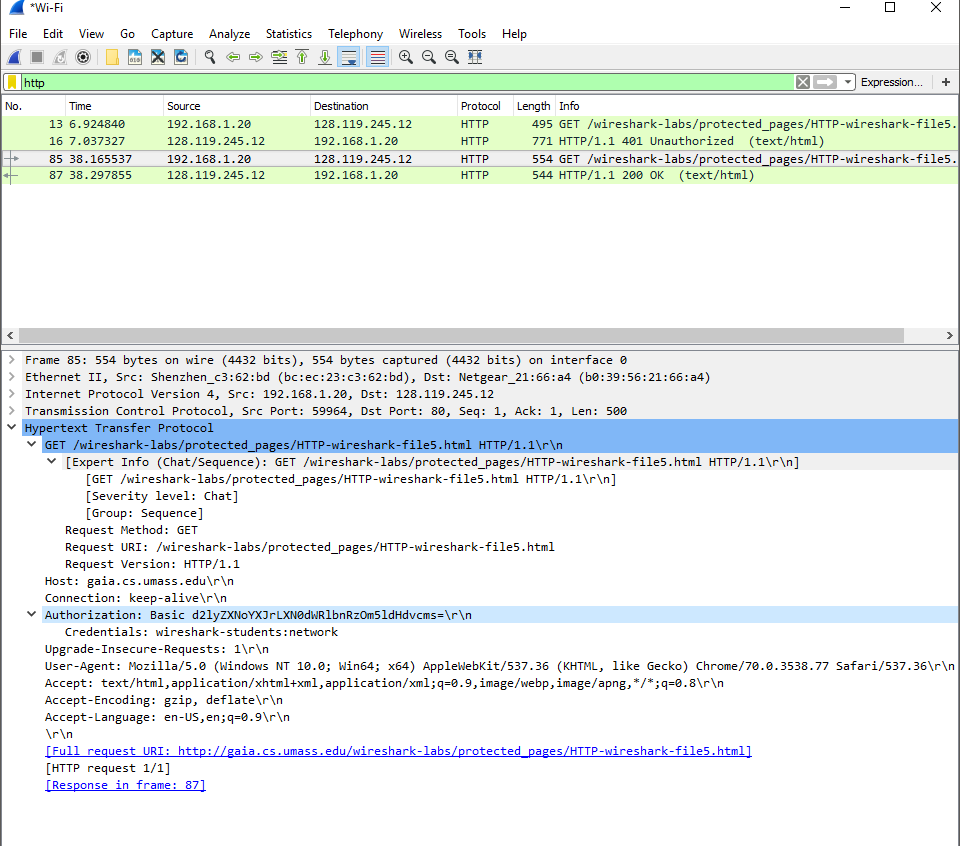 *Wi-Fi
File Edit View Go Capture Analyze Statistics Telephony Wireless Tools Help
http
Expression...
+
No. Time Source Destination Protocol Length Info
13 6.924840 192.168.1.20 128.119.245.12 HTTP 495 GET /wireshark-labs/protected_pages/HTTP-wireshark-file5.
16 7.037327 128.119.245.12 192.168.1.20 HTTP 771 HTTP/1.1 401 Unauthorized (text/html)
85 38.165537 192.168.1.20 128.119.245.12 HTTP 554 GET /wireshark-labs/protected_pages/HTTP-wireshark-file5.
87 38.297855 128.119.245.12 192.168.1.20 HTTP 544 HTTP/1.1 200 OK (text/html)
Frame 85: 554 bytes on wire (4432 bits), 554 bytes captured (4432 bits) on interface 0
Ethernet II, Src: Shenzhen_c3:62:bd (bc:ec:23:c3:62:bd), Dst: Netgear_21:66:a4 (b0:39:56:21:66:a4)
Internet Protocol Version 4, Src: 192.168.1.20, Dst: 128.119.245.12
Transmission Control Protocol, Src Port: 59964, Dst Port: 80, Seq: 1, Ack: 1, Len: 500
Hypertext Transfer Protocol
GET /wireshark-labs/protected_pages/HTTP-wireshark-file5.html HTTP/1.1\r\n
[Expert Info (Chat/Sequence): GET /wireshark-labs/protected_pages/HTTP-wireshark-file5.html HTTP/1.1\r\n]
[GET /wireshark-labs/protected_pages/HTTP-wireshark-file5.html HTTP/1.1\r\n]
[Severity level: Chat]
[Group: Sequence]
Request Method: GET
Request URI: /wireshark-labs/protected_pages/HTTP-wireshark-file5.html
Request Version: HTTP/1.1
Host: gaia.cs.umass.edu\r\n
Connection: keep-alive\r\n
Authorization: Basic d2lyZXNoYXJrLXN0dWRlbnRzOm5ldHdvcms=\r\n
Credentials: wireshark-students:network
Upgrade-Insecure-Requests: 1\r\n
User-Agent: Mozilla/5.0 (Windows NT 10.0; Win64; x64) AppleWebKit/537.36 (KHTML, like Gecko) Chrome/70.0.3538.77 Safari/537.36\r\n
Accept: text/html,application/xhtml+xml,application/xml;q=0.9,image/webp,image/apng,*/*;q=0.8\r\n
Accept-Encoding: gzip, deflate\r\n
Accept-Language: en-US,en;q=0.9\r\n
\r\n
[Full request URI: http://gaia.cs.umass.edu/wireshark-labs/protected_pages/HTTP-wireshark-file5.html]
[HTTP request 1/1]
[Response in frame: 87]